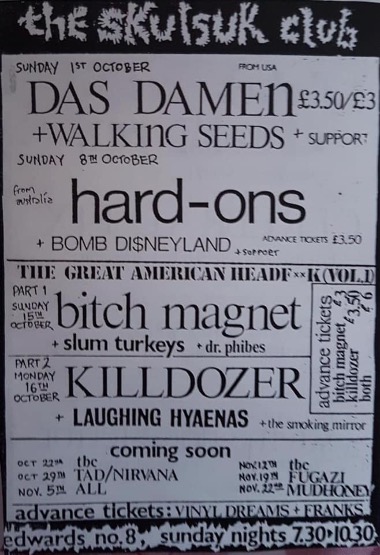 the SKulSuK club
SUNDAY 1ST OCTOBER FROM USA
DAS DAMEN £3.50/£3
+ WALKING SEEDS + SUPPORT
SUNDAY 8TH OCTOBER
from australia
hard-ons
+ BOMB DI$NEYLAND + SUPPORT ADVANCE TICKETS £3.50
THE GREAT AMERICAN HEADF××K (VOL.1)
PART 1
SUNDAY 15TH OCTOBER
bitch magnet
+ slum turkeys + dr. phibes
PART 2
MONDAY 16TH OCTOBER
KILLDOZER
+ LAUGHING HYAENAS + the smoking mirror
advance tickets
bitch magnet £3
killdozer £3.50
both £6
coming soon
OCT 22ND tbc
OCT 29TH TAD/NIRVANA
NOV. 5TH ALL
NOV. 12TH tbc
NOV. 19TH FUGAZI
NOV. 22ND MUDHONEY
advance tickets: VINYL DREAMS + FRANKS
edwards no. 8, sunday nights 7.30-10.30